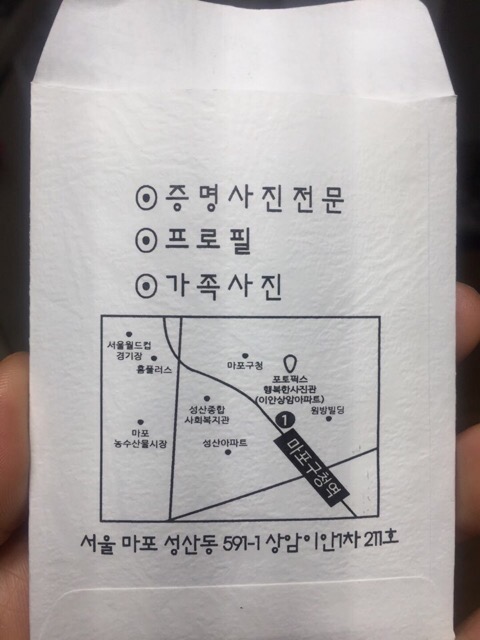 증명사진전문
프로필
가족사진
서울월드컵
경기장
홈플러스
마포구청
포토픽스
행복한사진관
(이안상암아파트)
원방빌딩
성산종합
사회복지관
1
마포
농수산물시장
성산아파트
마포구청역
서울 마포 성산동 591-1 상암이안1차 211호